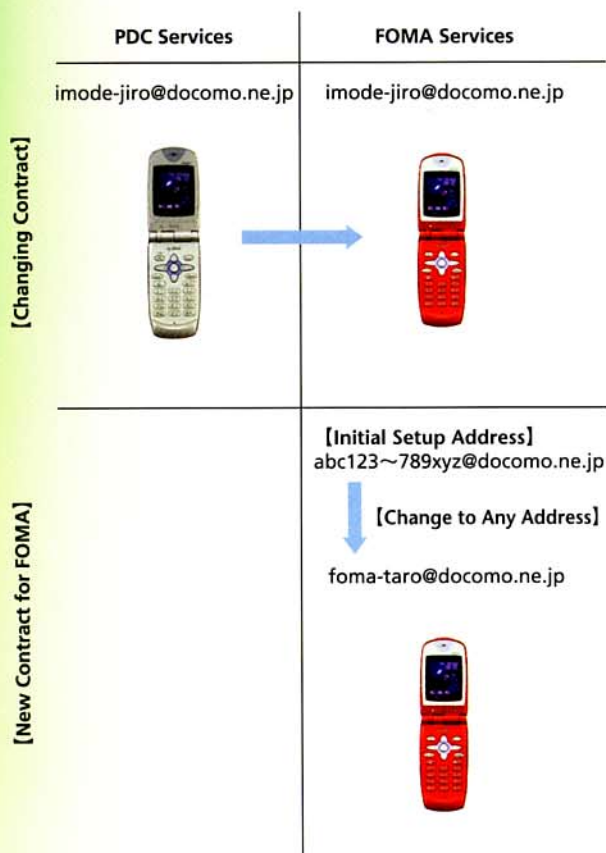 PDC Services
FOMA Services
【Changing Contract】
imode-jiro@docomo.ne.jp
imode-jiro@docomo.ne.jp
【New Contract for FOMA】
【Initial Setup Address】
abc123〜789xyz@docomo.ne.jp
【Change to Any Address】
foma-taro@docomo.ne.jp